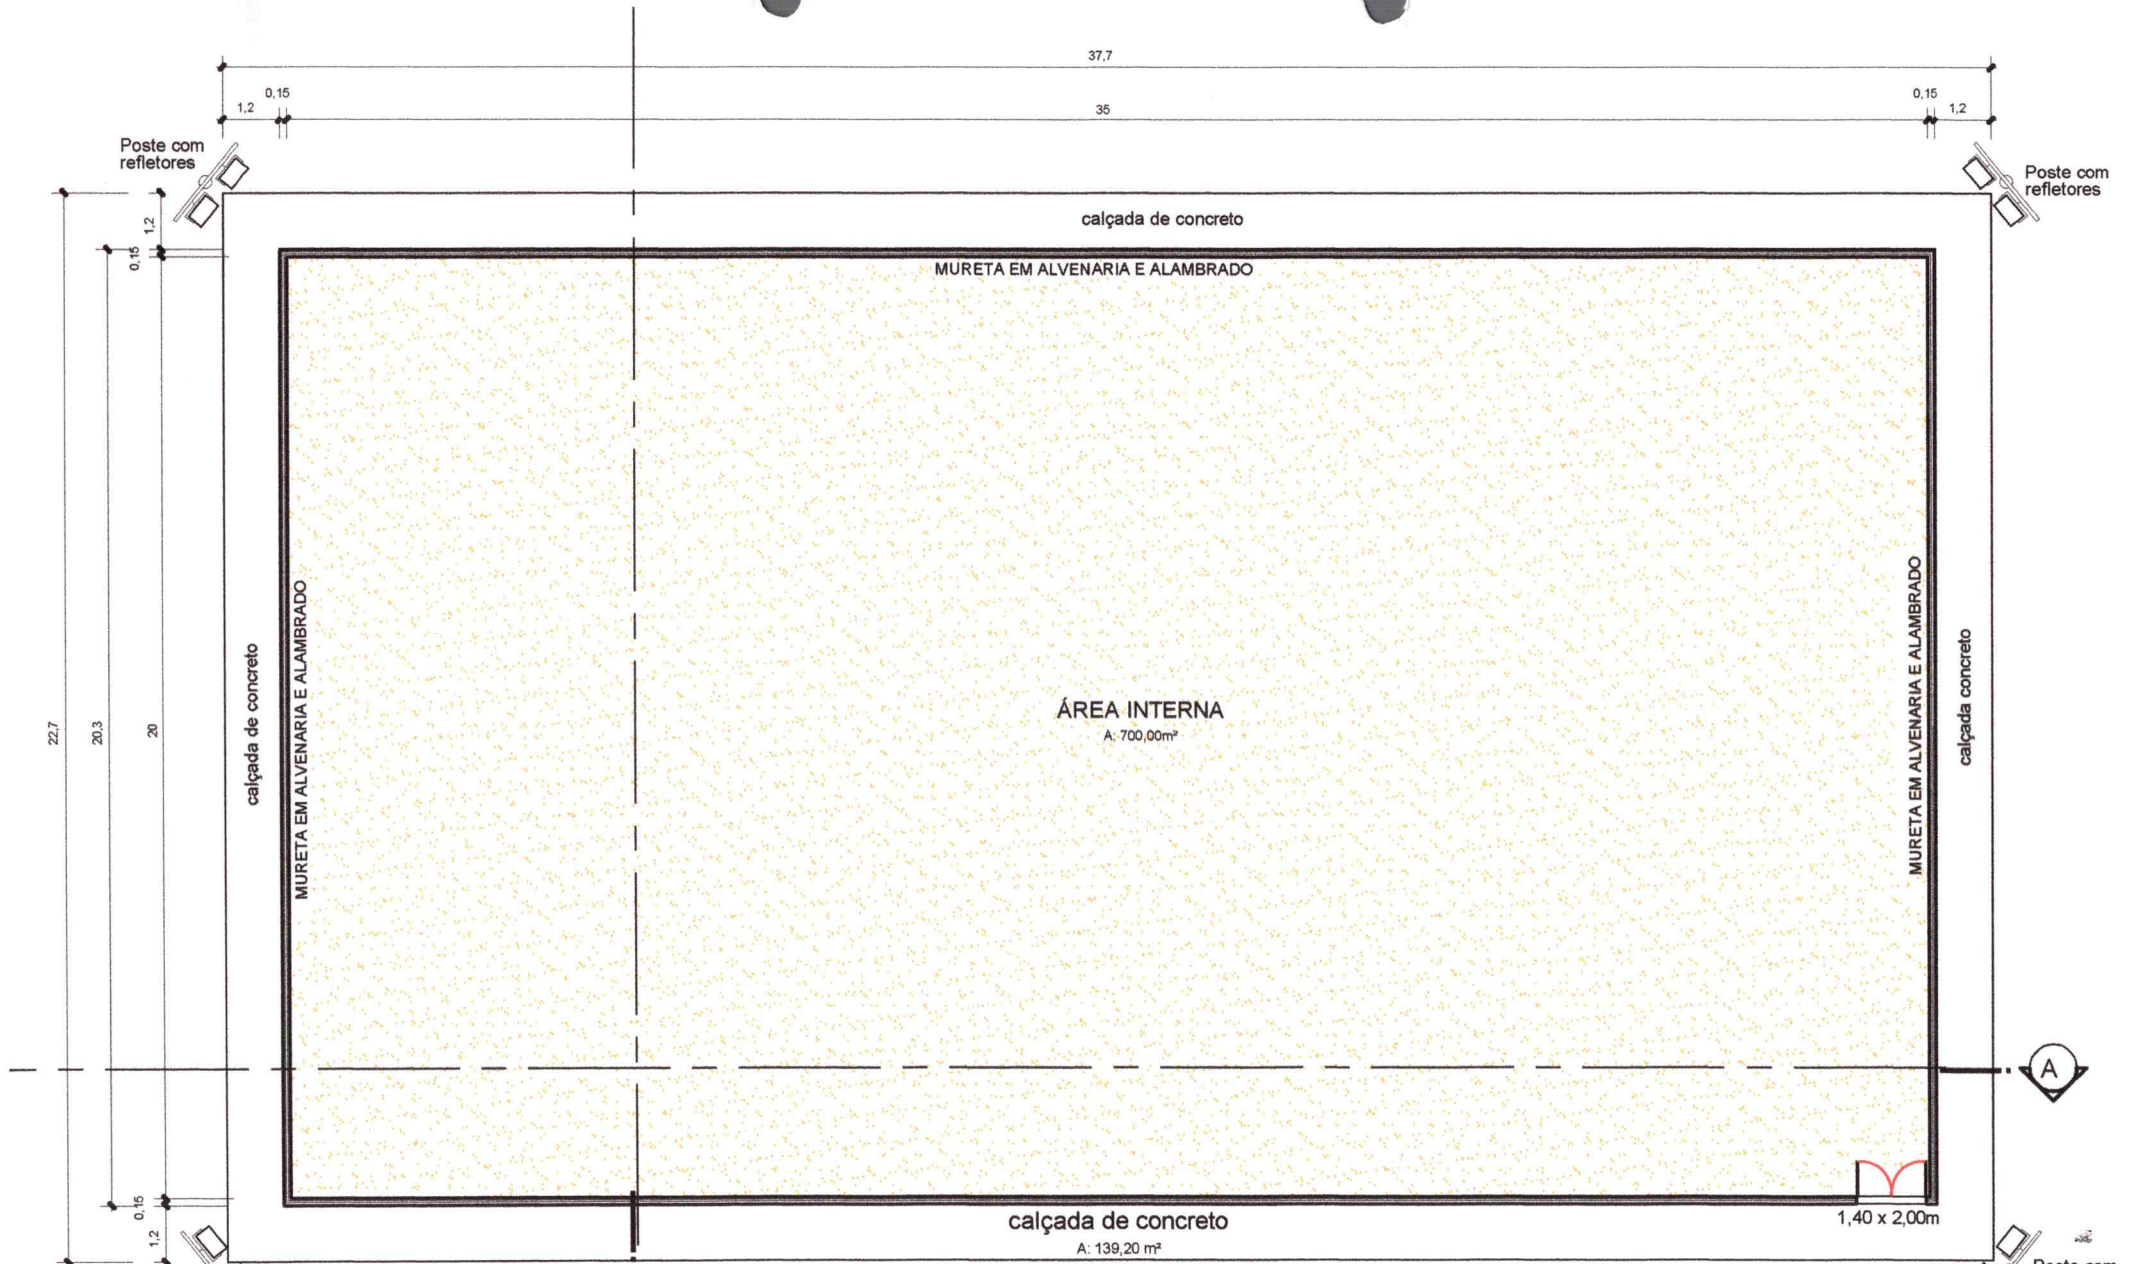 37,7
0,15
0,15
1,2
35
1,2
Poste com
refletores
Poste com
refletores
calçada de concreto
1,2
0,15
MURETA EM ALVENARIA E ALAMBRADO
22,7
20,3
20
calçada de concreto
MURETA EM ALVENARIA E ALAMBRADO
ÁREA INTERNA
A: 700,00m²
MURETA EM ALVENARIA E ALAMBRADO
calçada concreto
A
0,15
1,2
calçada de concreto
A: 139,20 m²
1,40 x 2,00m
Poste com